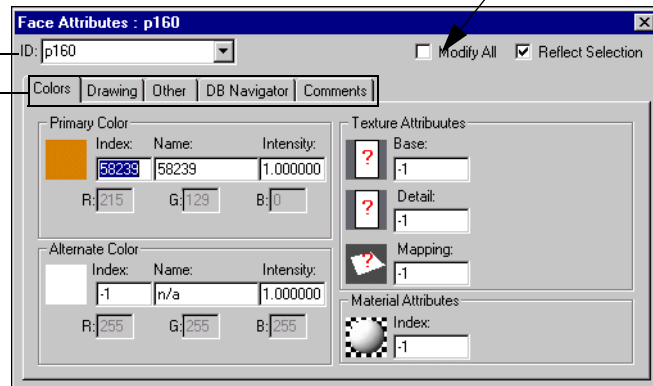 Face Attributes : p160
ID: p160
Modify All
Reflect Selection
Colors
Drawing
Other
DB Navigator
Comments
Primary Color
Index: Name: Intensity:
58239 58239 1.000000
R: 215 G: 129 B: 0
Alternate Color
Index: Name: Intensity:
-1 n/a 1.000000
R: 255 G: 255 B: 255
Texture Attribuutes
Base:
-1
Detail:
-1
Mapping:
-1
Material Attributes
Index:
-1